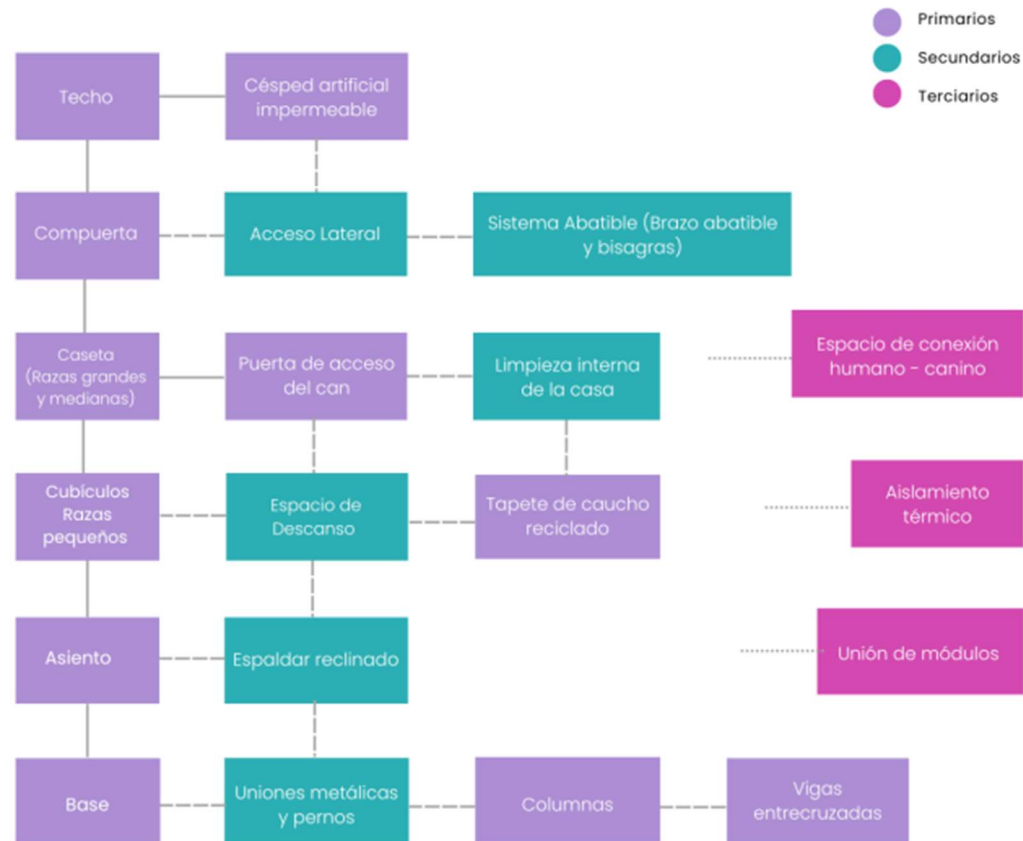 Primarios
Secundarios
Terciarios
Techo
Césped artificial
impermeable
Compuerta
Acceso Lateral
Sistema Abatible (Brazo abatible
y bisagras)
Caseta
(Razas grandes
y medianas)
Puerta de acceso
del can
Limpieza interna
de la casa
Espacio de conexión
humano - canino
Cubículos
Razas
pequeños
Espacio de
Descanso
Tapete de caucho
reciclado
Aislamiento
térmico
Asiento
Espaldar reclinado
Unión de módulos
Base
Uniones metálicas
y pernos
Columnas
Vigas
entrecruzadas